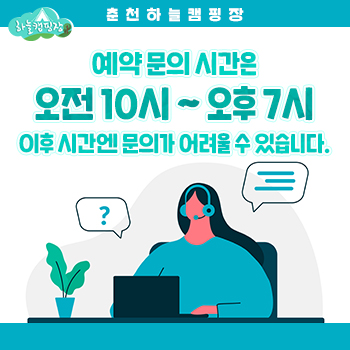 춘천하늘캠핑장
하늘캠핑장
예약 문의 시간은
오전 10시 ~ 오후 7시
이후 시간엔 문의가 어려울 수 있습니다.
?